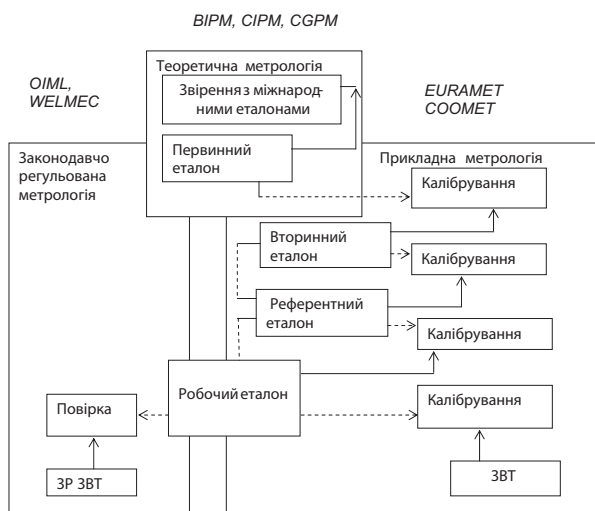 BIPM, CIPM, CGPM
Теоретична метрологія
OIML,
WELMEC
Звірення з міжнарод-
ними еталонами
EURAMET
COOMET
Законодавчо
регульована
метрологія
Первинний
еталон
Прикладна метрологія
Калібрування
Вторинний
еталон
Калібрування
Референтний
еталон
Калібрування
Робочий еталон
Повірка
Калібрування
ЗР ЗВТ
ЗВТ